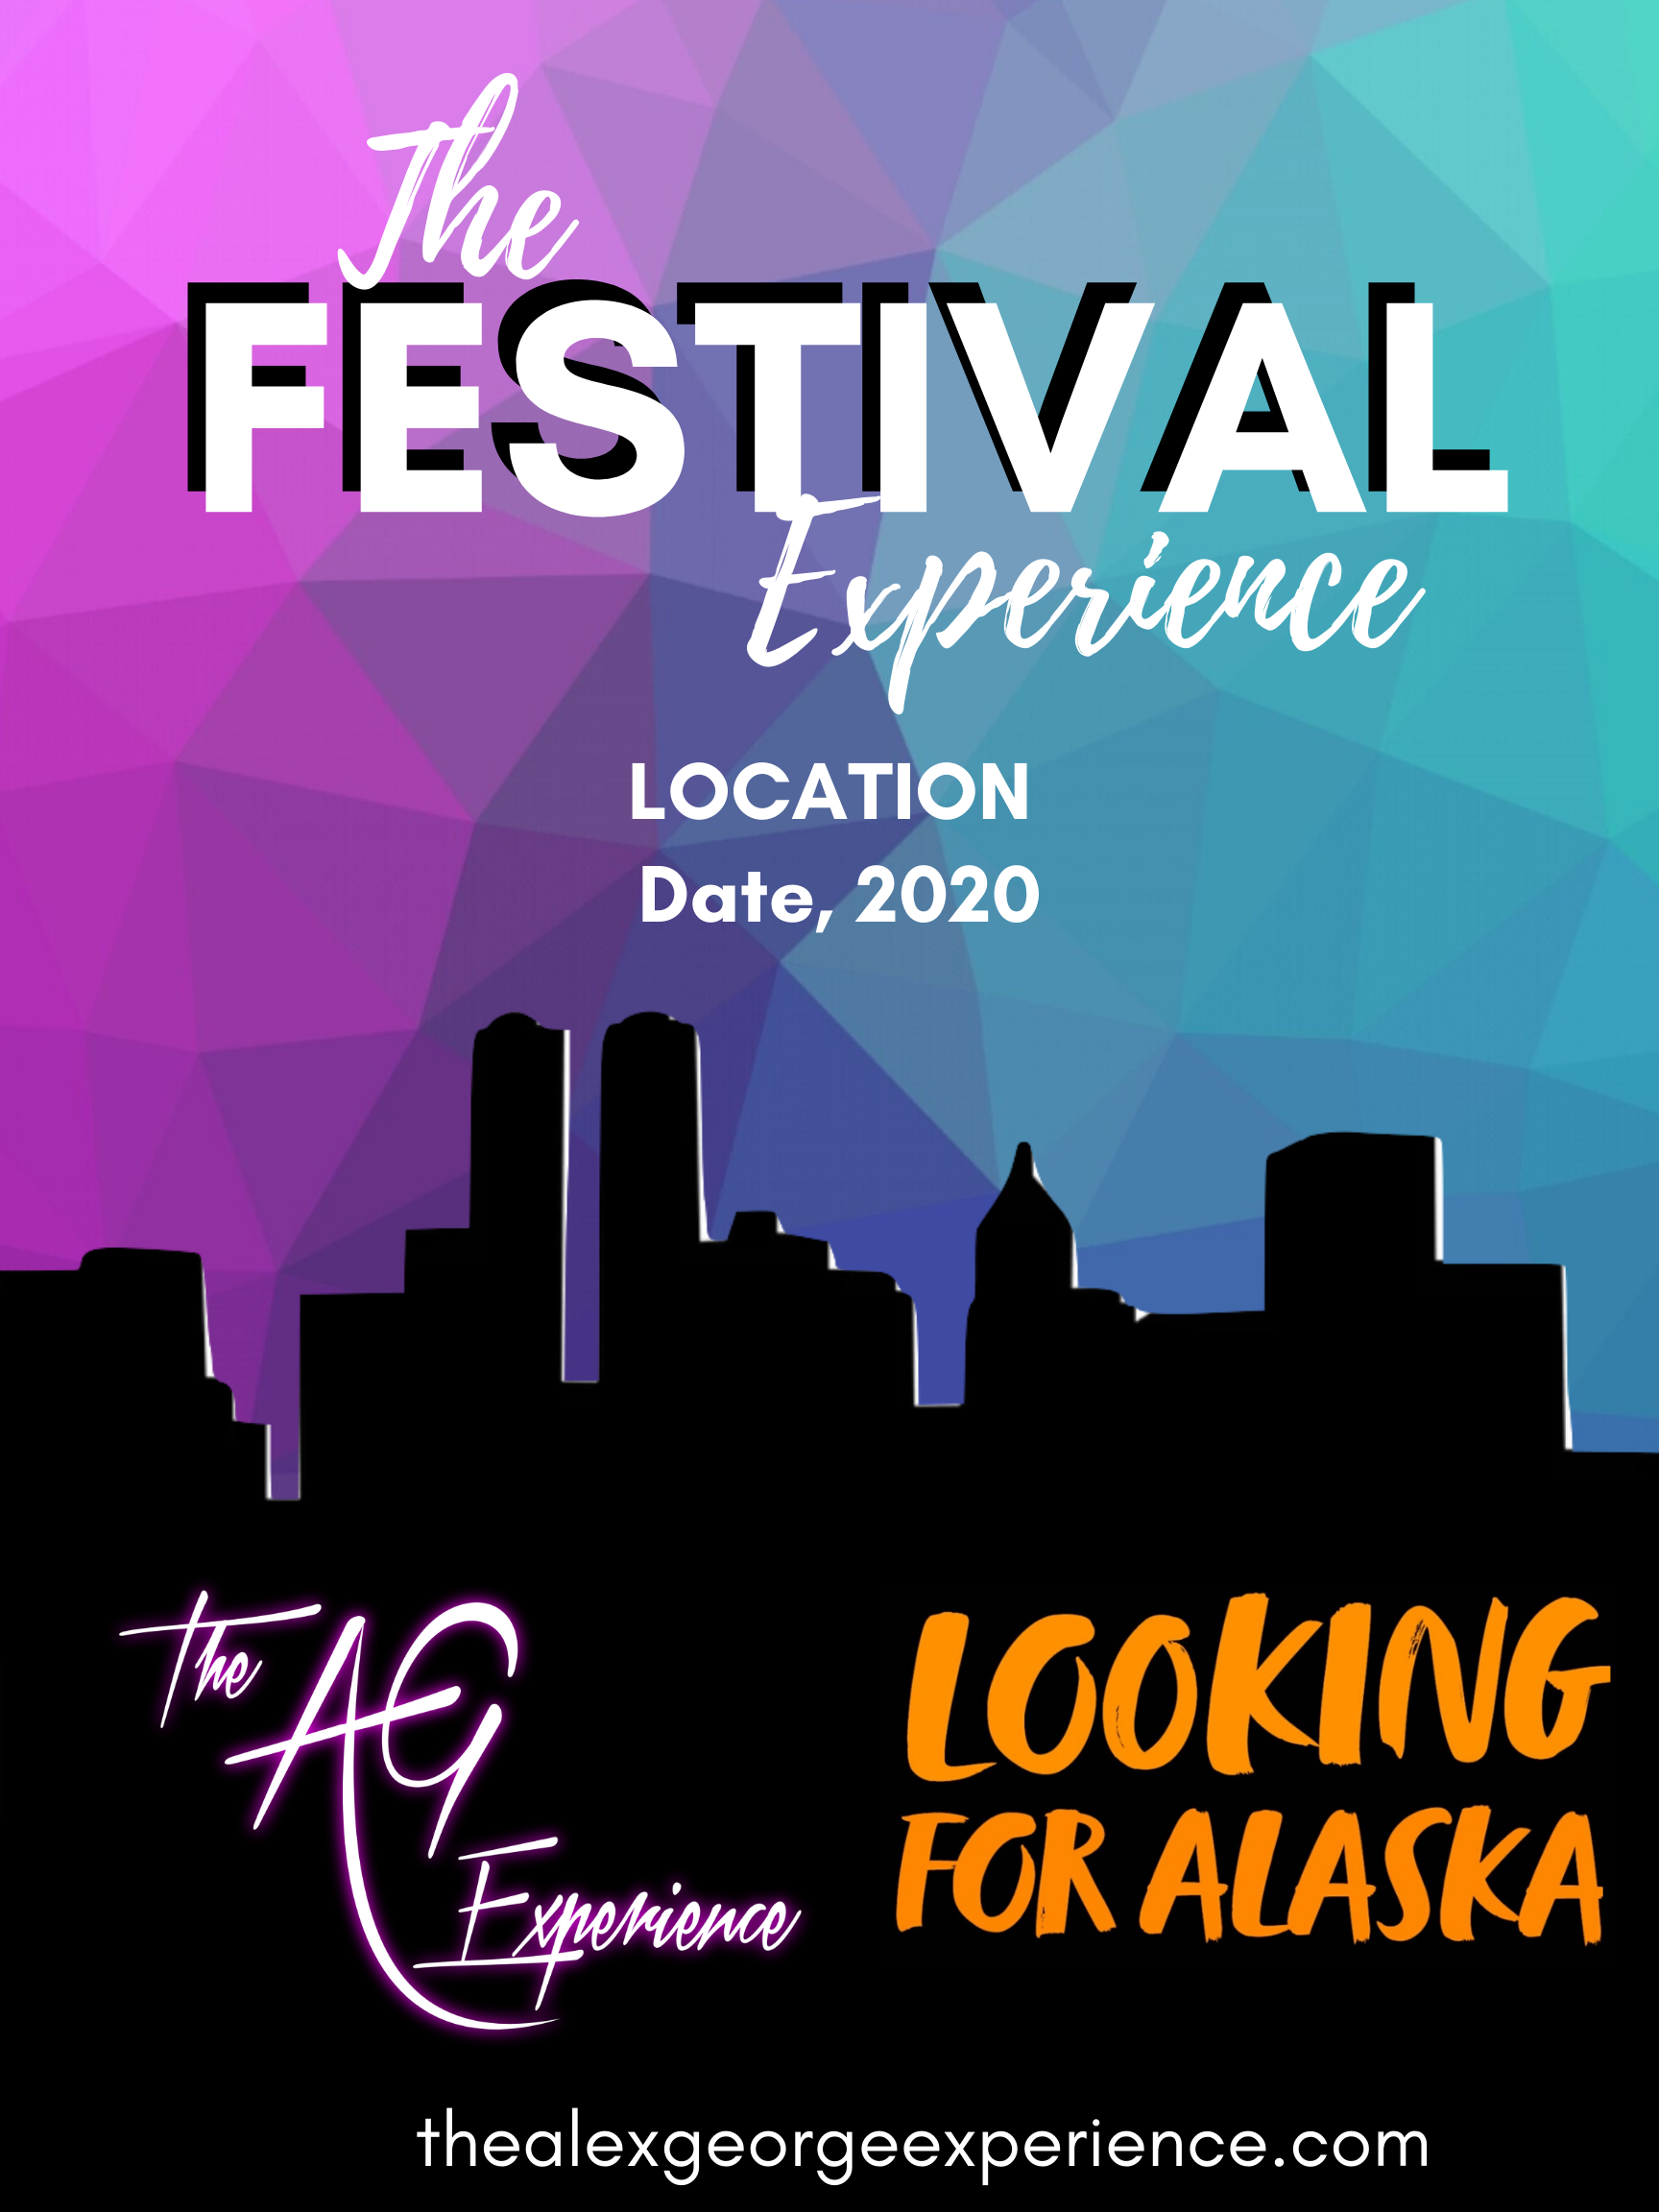 The
FESTIVAL
Experience
LOCATION
Date, 2020
The
AG
Experience
LOOKING
FOR ALASKA
thealexgeorgeexperience.com